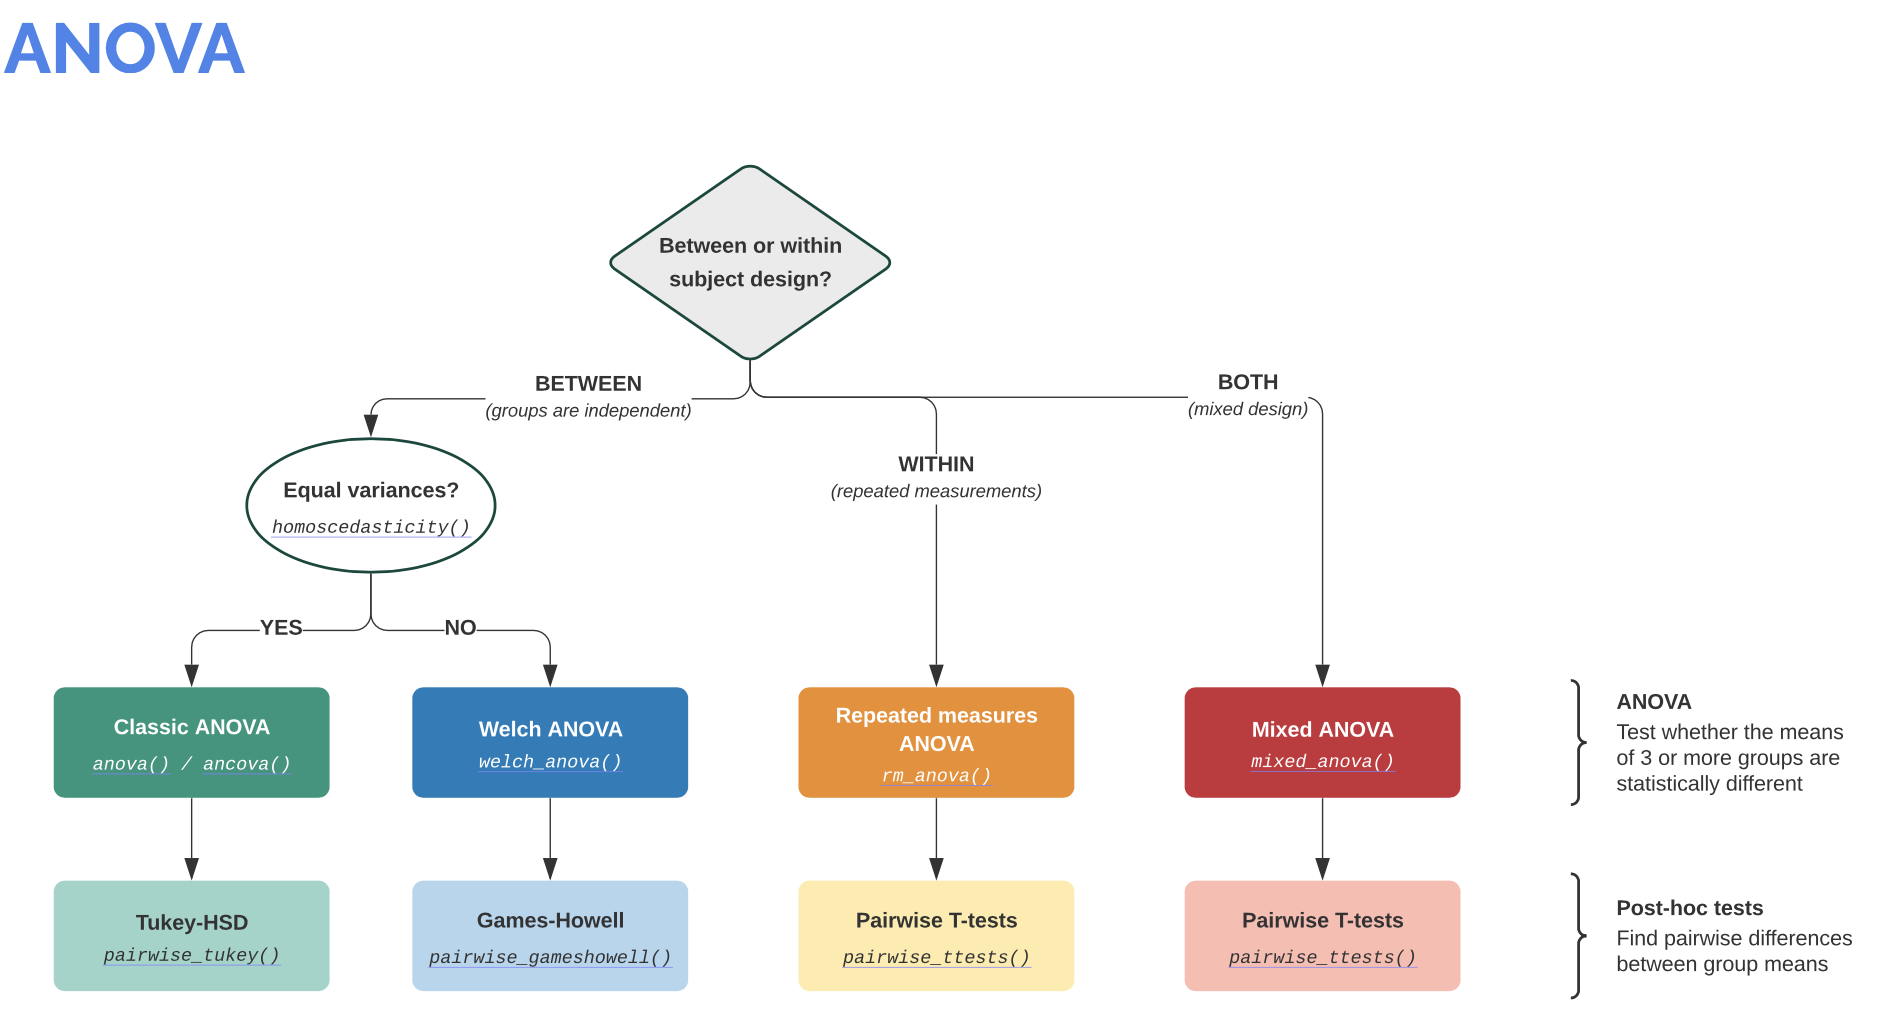 ANOVA
Between or within
subject design?
BETWEEN
(groups are independent)
BOTH
(mixed design)
WITHIN
(repeated measurements)
Equal variances?
homoscedasticity()
YES
NO
Classic ANOVA
anova() / ancova()
Welch ANOVA
welch_anova()
Repeated measures
ANOVA
rm_anova()
Mixed ANOVA
mixed_anova()
ANOVA
Test whether the means
of 3 or more groups are
statistically different
Tukey-HSD
pairwise_tukey()
Games-Howell
pairwise_gameshowell()
Pairwise T-tests
pairwise_ttests()
Pairwise T-tests
pairwise_ttests()
Post-hoc tests
Find pairwise differences
between group means